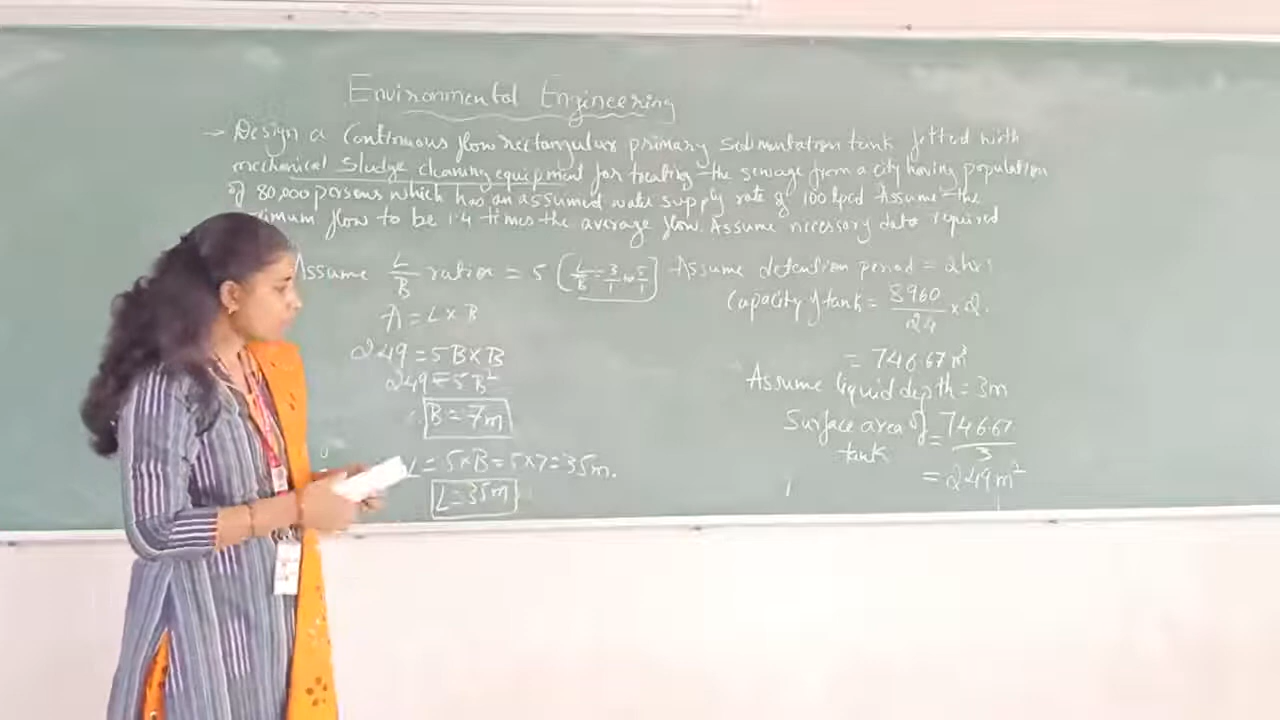 Environmental Engineering
→ Design a Continuous flow rectangular primary sedimentation tank fitted with
mechanical sludge cleaning equipment for treating the sewage from a city having population
of 80,000 persons which has an assumed water supply rate of 100 lpcd Assume the
ximum flow to be 1.4 times the average flow. Assume necessary data required
Assume L/B ration = 5 (L/B = 3/1 to 5/1)
A = L × B
249 = 5B × B
249 = 5B²
B = 7m
L = 5×B = 5×7 = 35m.
L = 35m
Assume detention period = 2hrs
Capacity of tank = 8960/24 × 2.
= 746.67 m³
Assume liquid depth = 3m
Surface area of tank = 746.67/3
= 249 m²